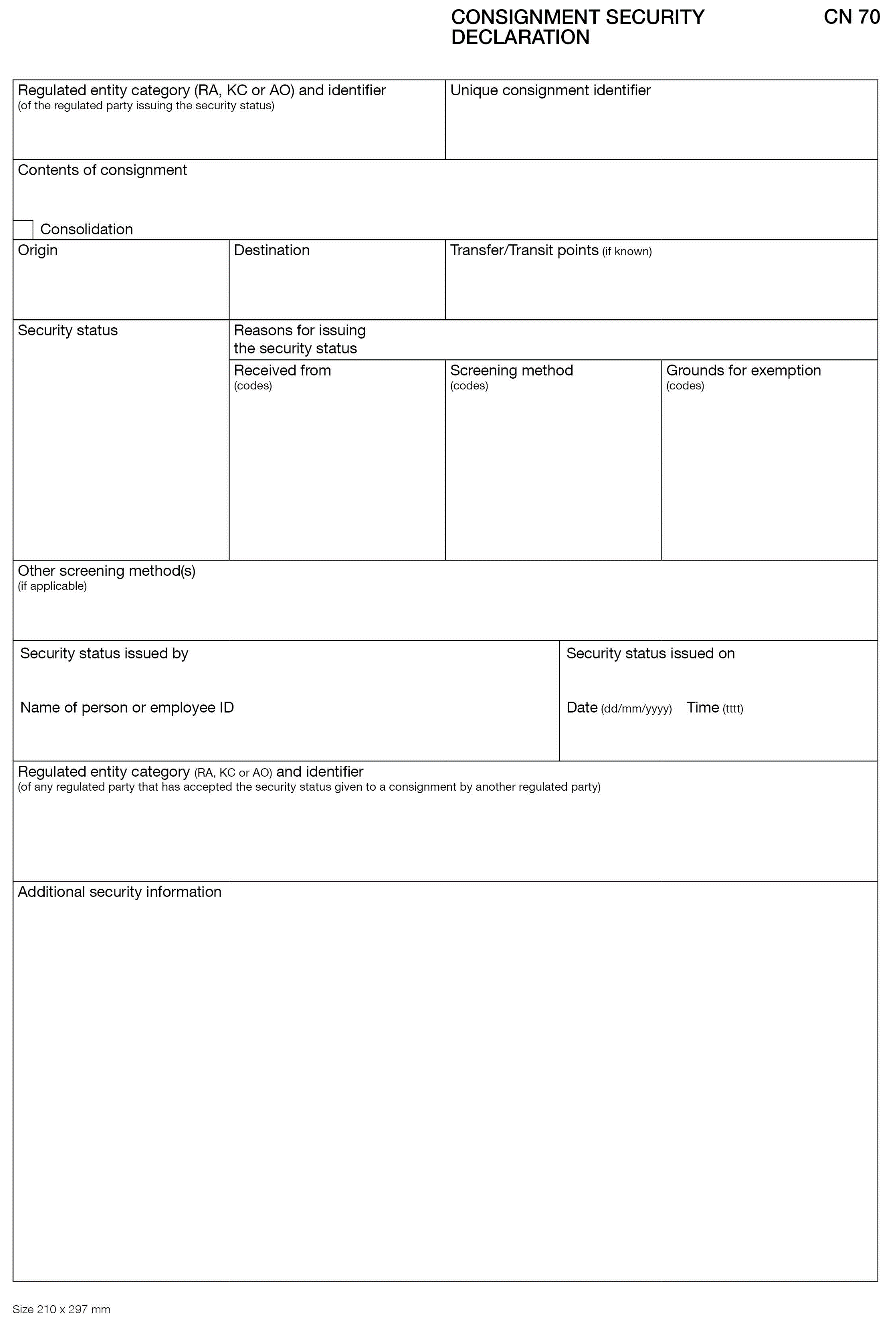 CONSIGNMENT SECURITY
DECLARATION
CN 70
Regulated entity category (RA, KC or AO) and identifier
(of the regulated party issuing the security status)
Unique consignment identifier
Contents of consignment
Consolidation
Origin
Destination
Transfer/Transit points (if known)
Security status
Reasons for issuing
the security status
Received from
(codes)
Screening method
(codes)
Grounds for exemption
(codes)
Other screening method(s)
(if applicable)
Security status issued by
Name of person or employee ID
Security status issued on
Date (dd/mm/yyyy) Time (tttt)
Regulated entity category (RA, KC or AO) and identifier
(of any regulated party that has accepted the security status given to a consignment by another regulated party)
Additional security information
Size 210 x 297 mm